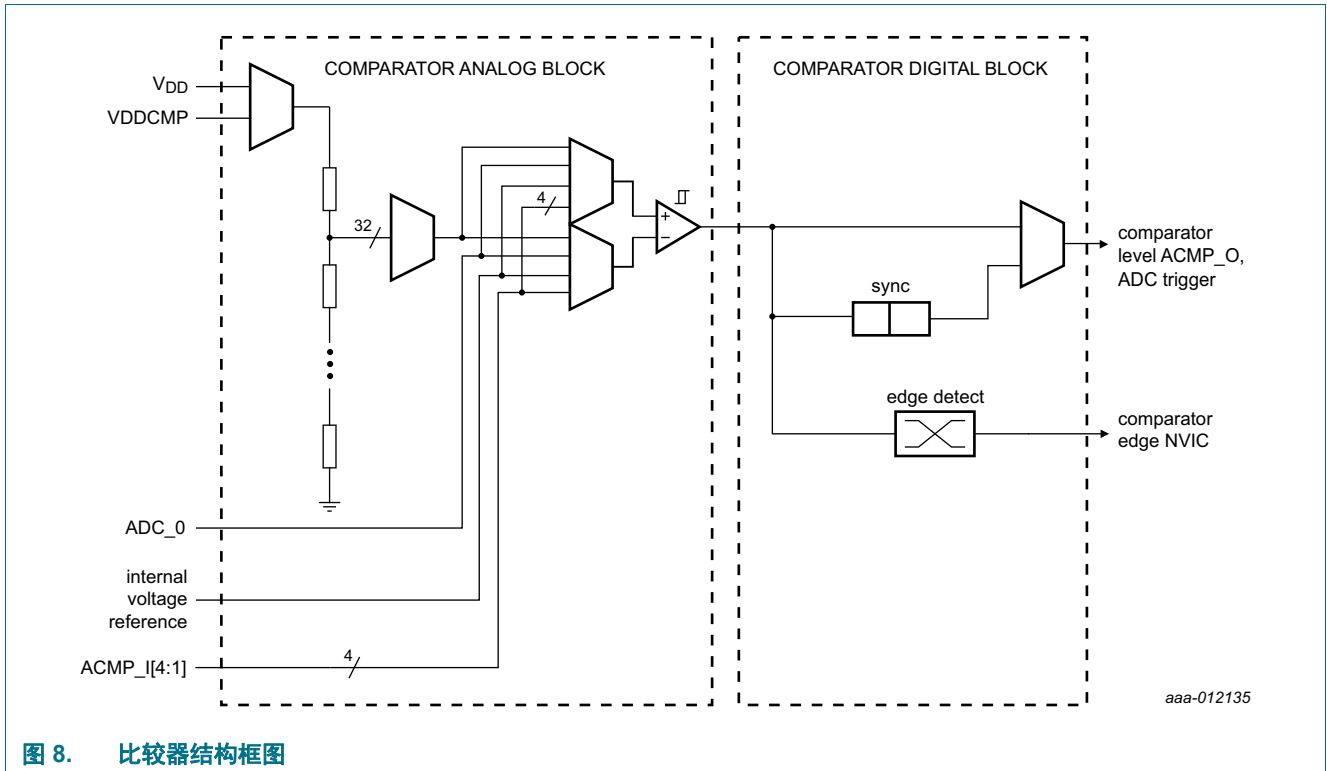 COMPARATOR ANALOG BLOCK
COMPARATOR DIGITAL BLOCK
VDD
VDDCMP
32
4
+
−
sync
edge detect
comparator
level ACMP_O,
ADC trigger
comparator
edge NVIC
ADC_0
internal
voltage
reference
ACMP_I[4:1]
4
aaa-012135
图 8. 比较器结构框图